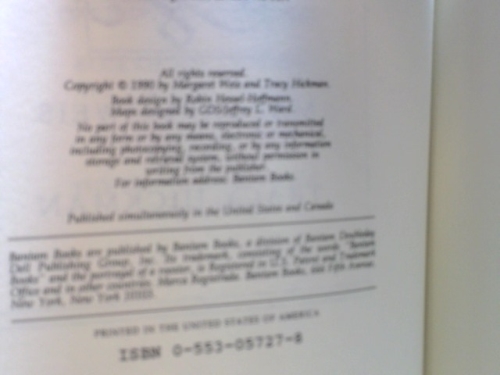 All rights reserved.
Copyright © 1990 by Margaret Weis and Tracy Hickman.
Book design by Robin Hessel-Hoffmann.
Maps designed by GDS/Jeffrey L. Ward.
No part of this book may be reproduced or transmitted
in any form or by any means, electronic or mechanical,
including photocopying, recording, or by any information
storage and retrieval system, without permission in
writing from the publisher.
For information address: Bantam Books
Published simultaneously in the United States and Canada
Bantam Books are published by Bantam Books, a division of Bantam Doubleday
Dell Publishing Group, Inc. Its trademark, consisting of the words "Bantam
Books" and the portrayal of a rooster, is Registered in U.S. Patent and Trademark
Office and in other countries. Marca Registrada. Bantam Books, 666 Fifth Avenue,
New York, New York 10103.
PRINTED IN THE UNITED STATES OF AMERICA
ISBN 0-553-05727-8